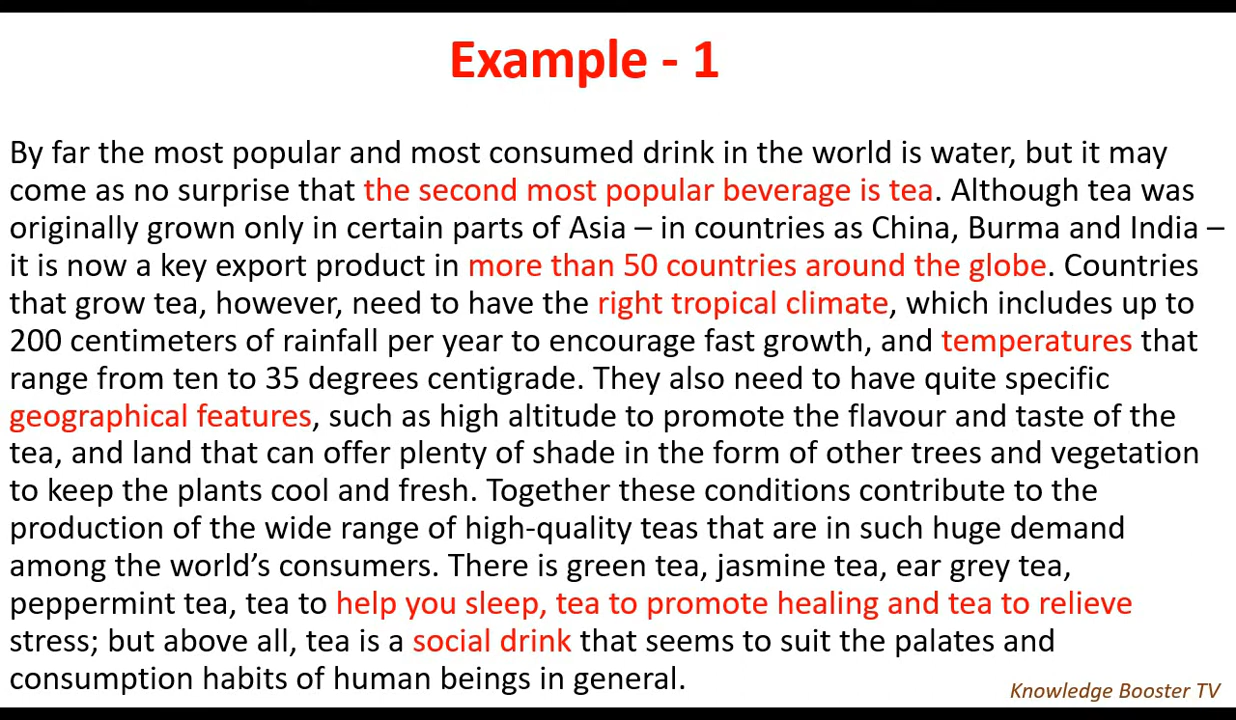 Example - 1
By far the most popular and most consumed drink in the world is water, but it may
come as no surprise that the second most popular beverage is tea. Although tea was
originally grown only in certain parts of Asia – in countries as China, Burma and India –
it is now a key export product in more than 50 countries around the globe. Countries
that grow tea, however, need to have the right tropical climate, which includes up to
200 centimeters of rainfall per year to encourage fast growth, and temperatures that
range from ten to 35 degrees centigrade. They also need to have quite specific
geographical features, such as high altitude to promote the flavour and taste of the
tea, and land that can offer plenty of shade in the form of other trees and vegetation
to keep the plants cool and fresh. Together these conditions contribute to the
production of the wide range of high-quality teas that are in such huge demand
among the world’s consumers. There is green tea, jasmine tea, ear grey tea,
peppermint tea, tea to help you sleep, tea to promote healing and tea to relieve
stress; but above all, tea is a social drink that seems to suit the palates and
consumption habits of human beings in general.
Knowledge Booster TV